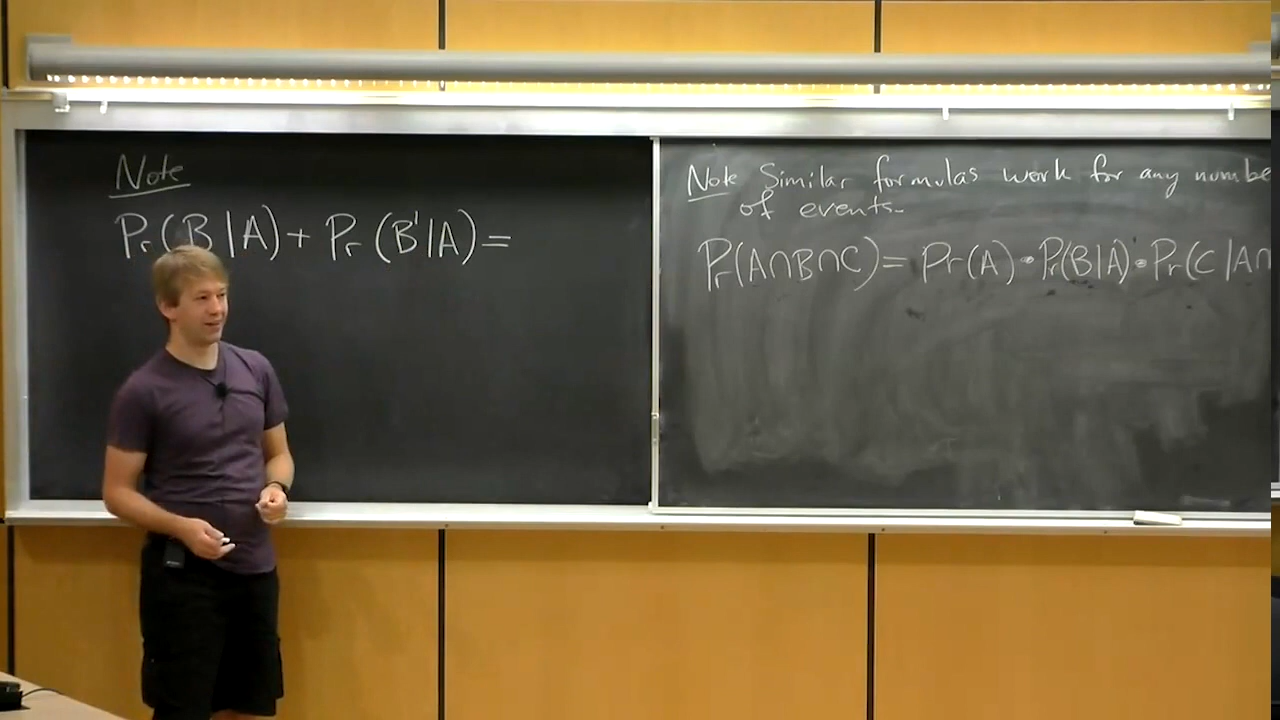 Note
Pr(B|A) + Pr(B'|A) =
Note Similar formulas work for any numbe
of events.
Pr(A∩B∩C) = Pr(A) · Pr(B|A) · Pr(C|A∩